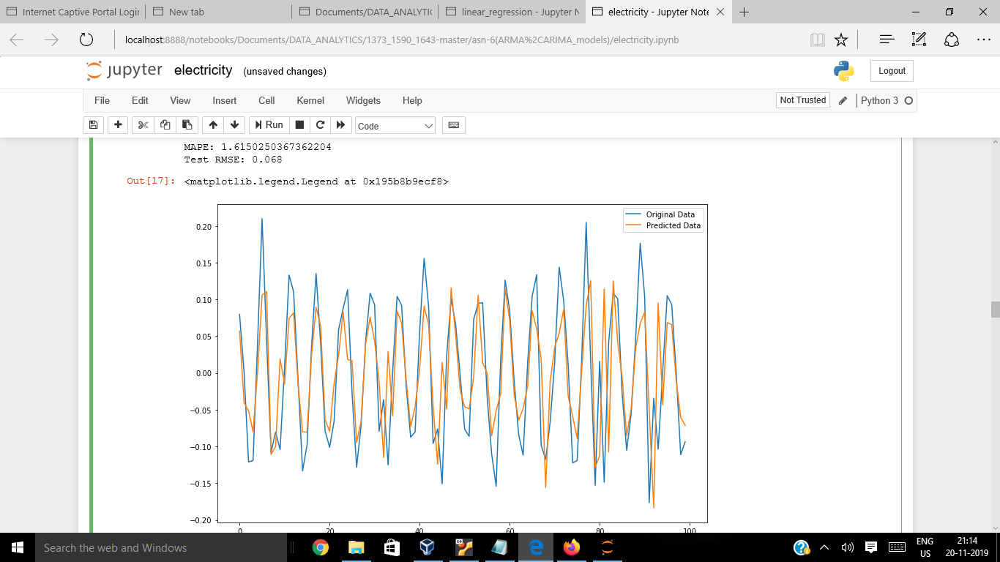 Internet Captive Portal Login
New tab
Documents/DATA_ANALYTIC
linear_regression - Jupyter N
electricity - Jupyter Note
localhost:8888/notebooks/Documents/DATA_ANALYTICS/1373_1590_1643-master/asn-6(ARMA%2CARIMA_models)/electricity.ipynb
jupyter electricity (unsaved changes)
Logout
File Edit View Insert Cell Kernel Widgets Help
Not Trusted
Python 3
Run
Code
MAPE: 1.6150250367362204
Test RMSE: 0.068
Out[17]: <matplotlib.legend.Legend at 0x195b8b9ecf8>
Original Data
Predicted Data
0.20
0.15
0.10
0.05
0.00
−0.05
−0.10
−0.15
−0.20
0 20 40 60 80 100
Search the web and Windows
64
ENG
US
21:14
20-11-2019